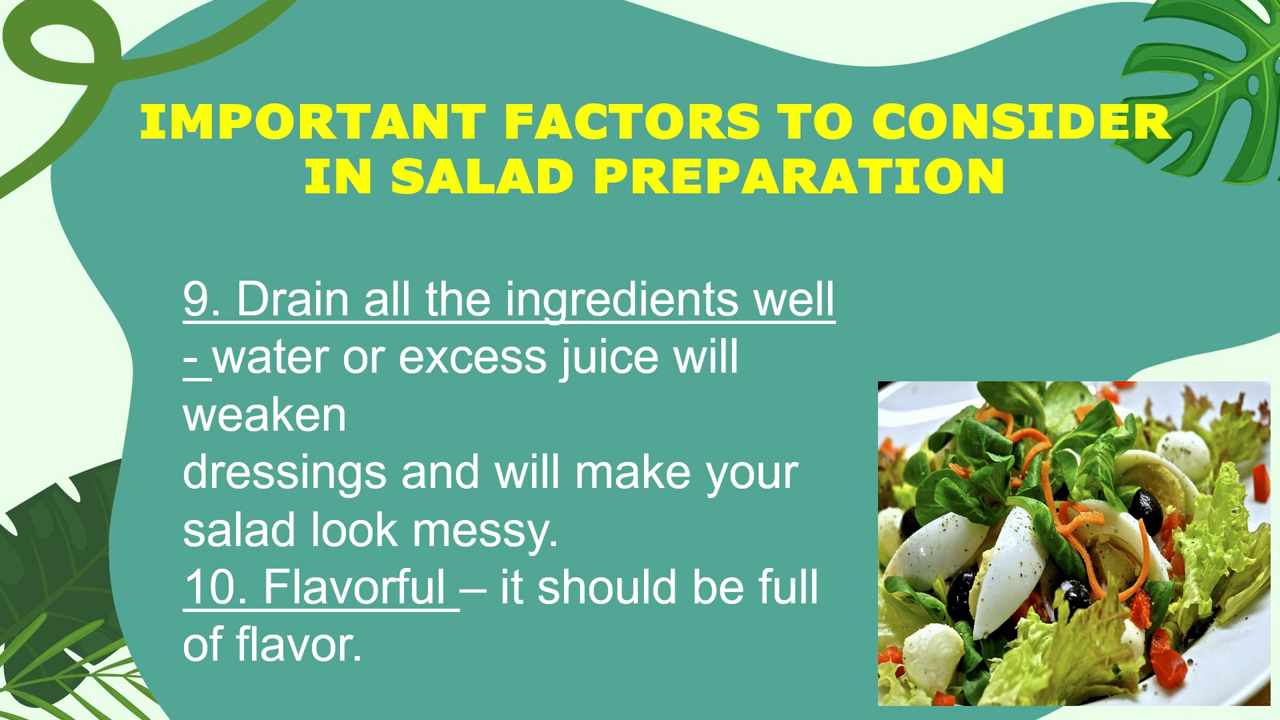 IMPORTANT FACTORS TO CONSIDER
IN SALAD PREPARATION
9. Drain all the ingredients well
- water or excess juice will
weaken
dressings and will make your
salad look messy.
10. Flavorful – it should be full
of flavor.